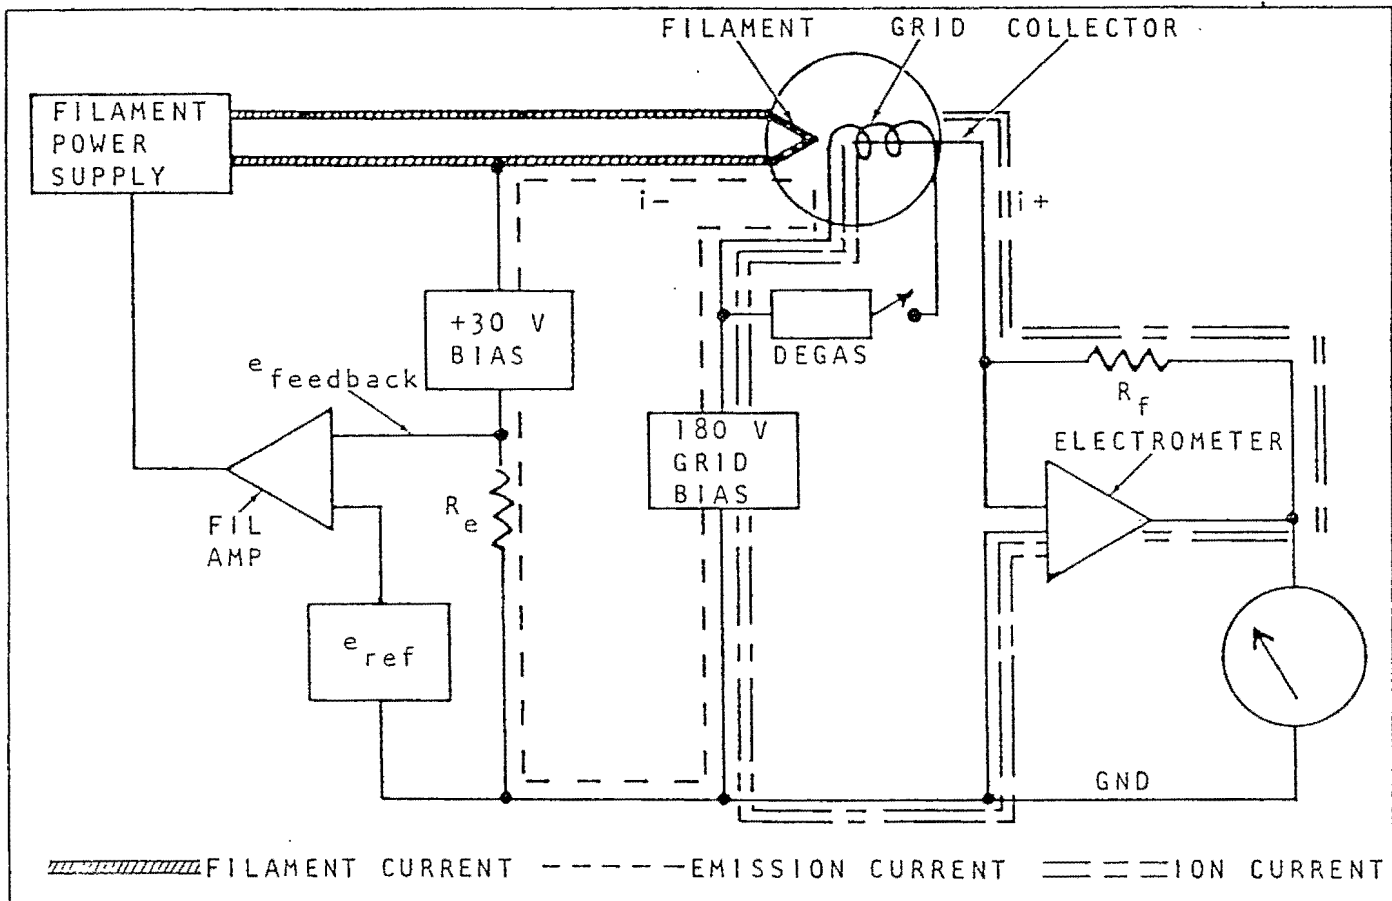 FILAMENT GRID COLLECTOR
FILAMENT
POWER
SUPPLY
i-
i+
+30 V
BIAS
DEGAS
e feedback
R f
180 V
GRID
BIAS
ELECTROMETER
R e
FIL
AMP
e ref
GND
FILAMENT CURRENT EMISSION CURRENT ION CURRENT